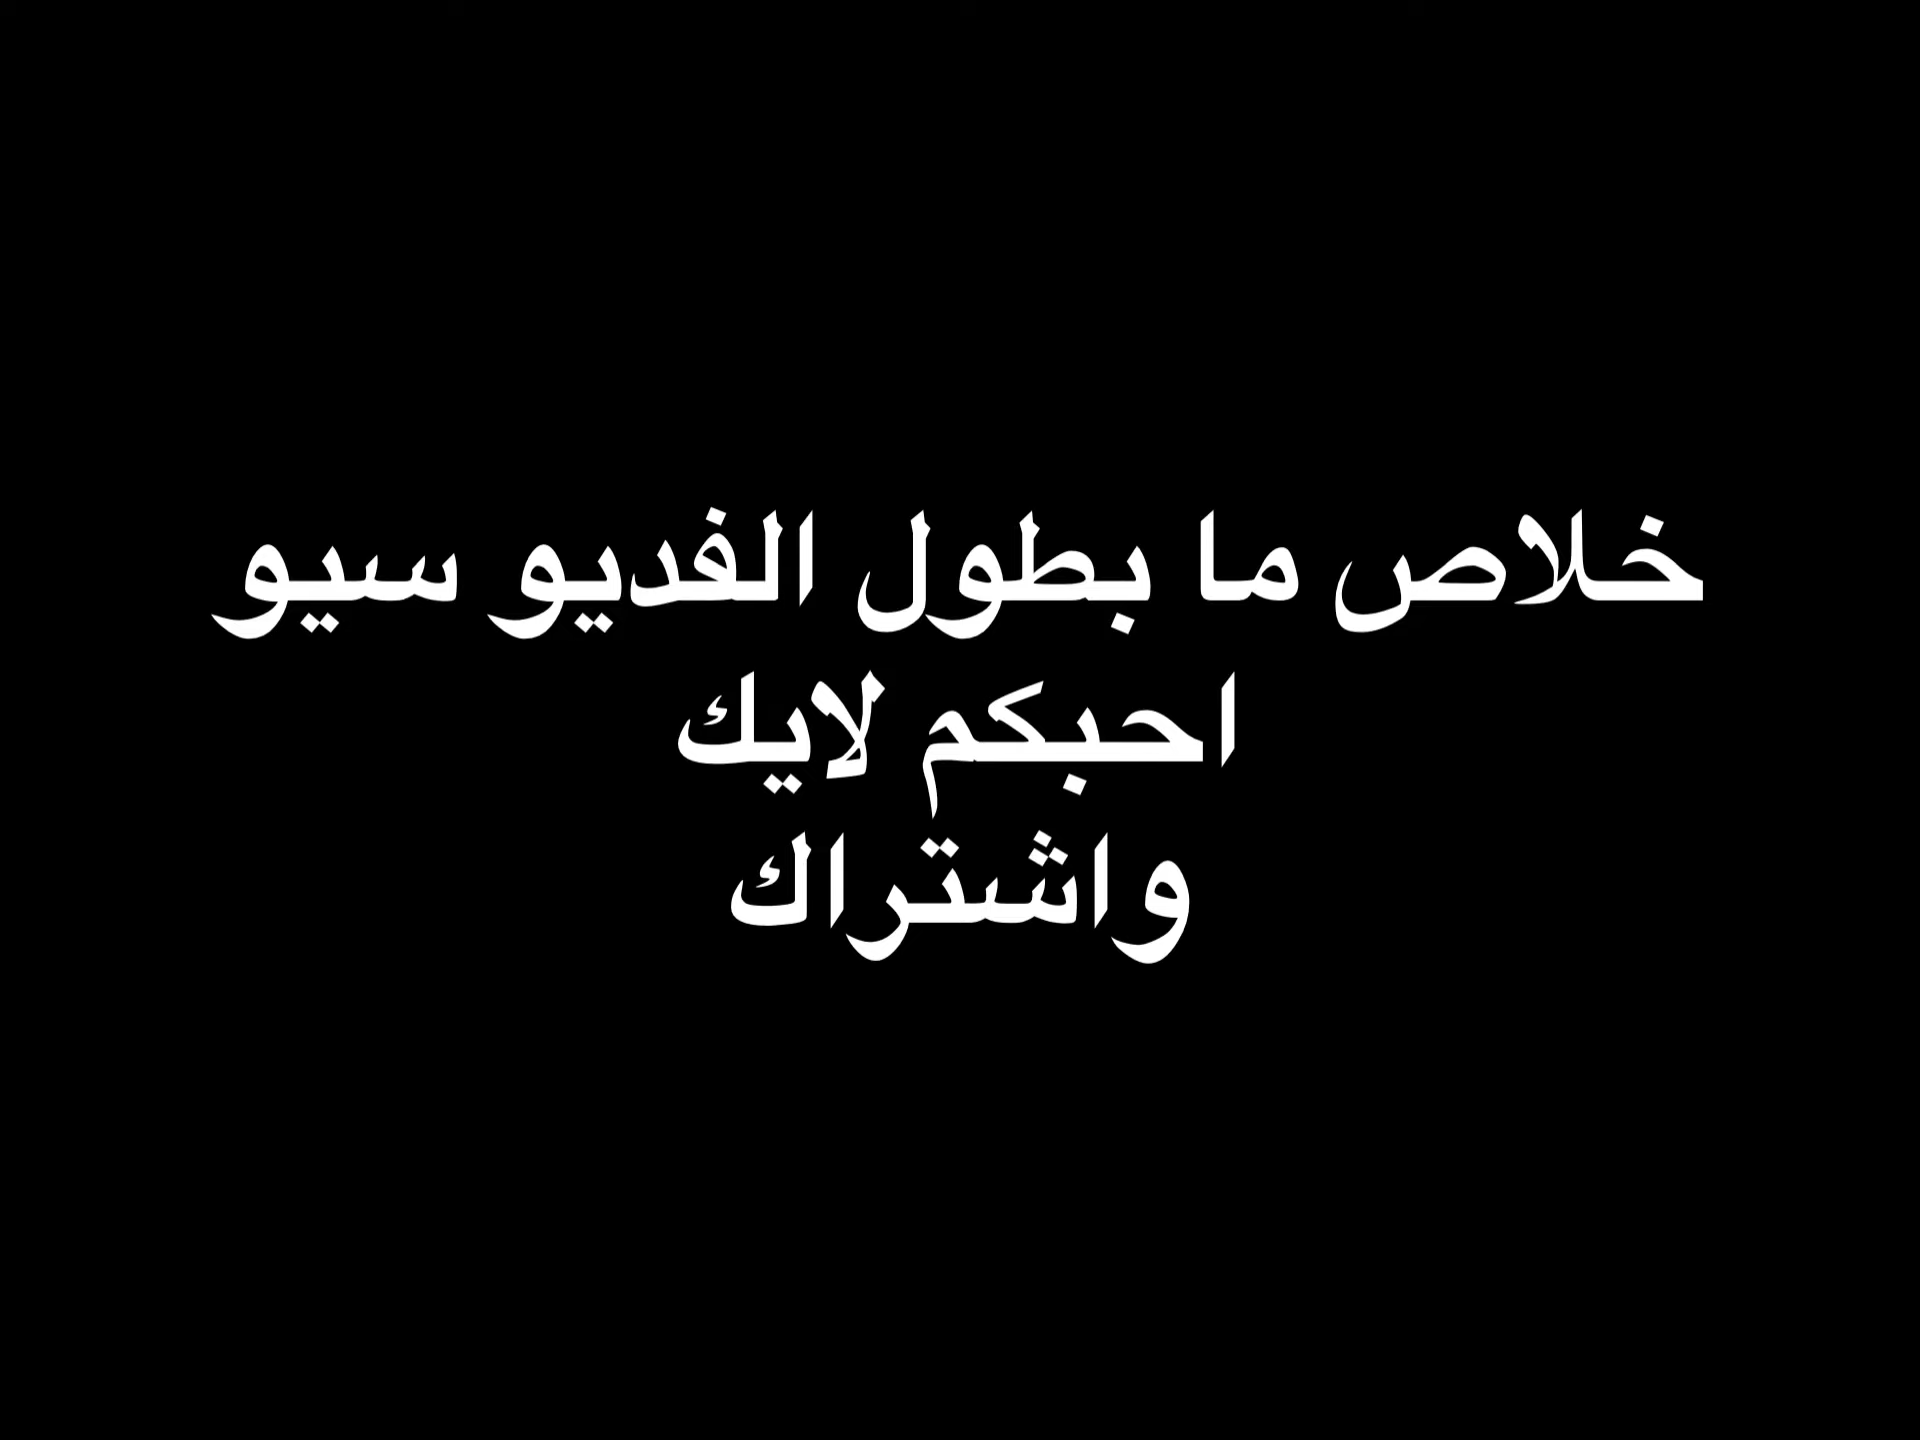 خلاص ما بطول الفديو سيو
احبكم لايك
واشتراك